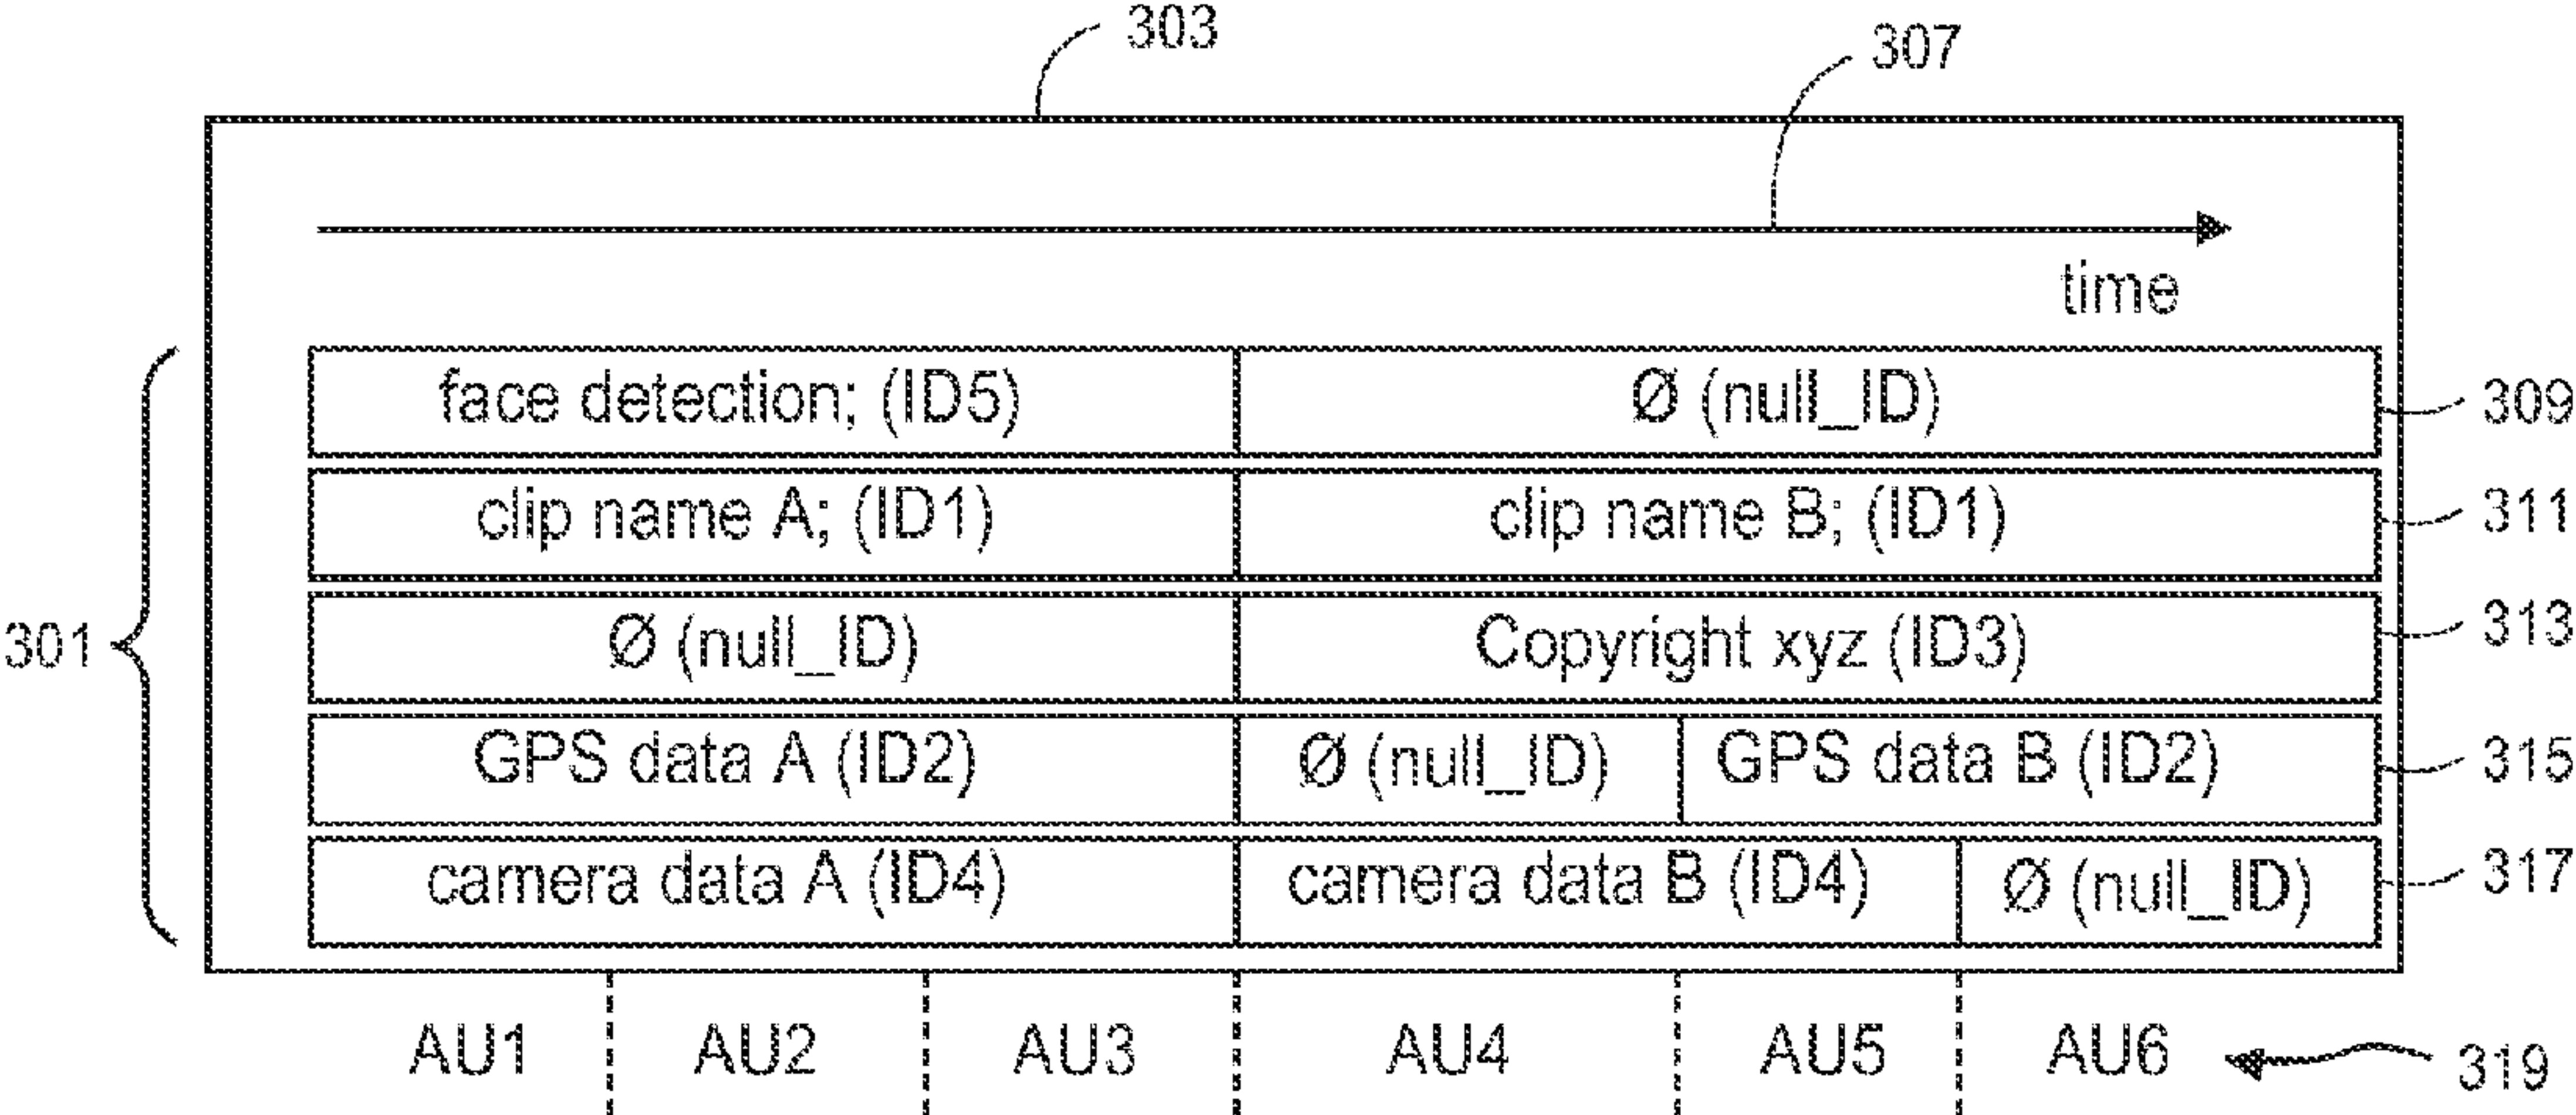 303
307
time
face detection; (ID5) Ø (null_ID) 309
clip name A; (ID1) clip name B; (ID1) 311
Ø (null_ID) Copyright xyz (ID3) 313
301
GPS data A (ID2) Ø (null_ID) GPS data B (ID2) 315
camera data A (ID4) camera data B (ID4) Ø (null_ID) 317
AU1 AU2 AU3 AU4 AU5 AU6 319